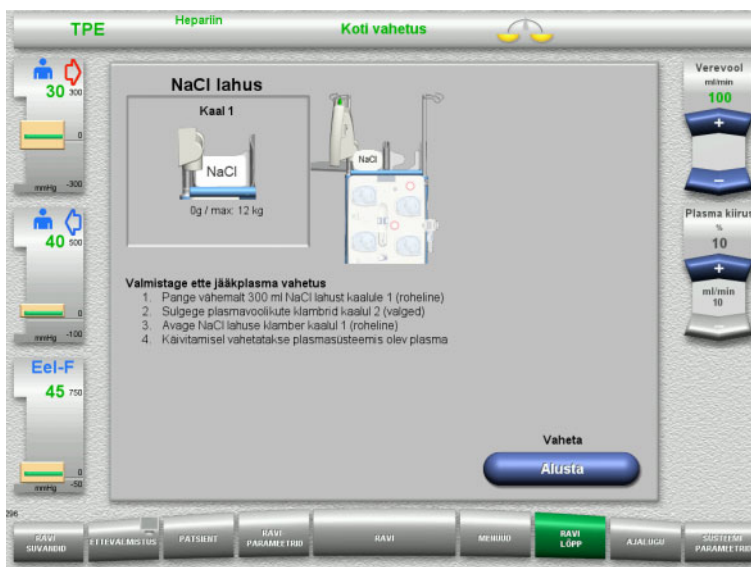 TPE
Hepariin
Koti vahetus
30 300
0
mmHg -300
40 500
0
mmHg -100
Eel-F
45 750
0
mmHg -50
NaCl lahus
Kaal 1
NaCl
0g / max: 12 kg
NaCl
Valmistage ette jääkplasma vahetus
1. Pange vähemalt 300 ml NaCl lahust kaalule 1 (roheline)
2. Sulgege plasmavoolikute klambrid kaalul 2 (valged)
3. Avage NaCl lahuse klamber kaalul 1 (roheline)
4. Käivitamisel vahetatakse plasmasüsteemis olev plasma
Vaheta
Alusta
Verevool
ml/min
100
+
–
Plasma kiirus
%
10
+
ml/min
10
–
296
RAVI
SUVANDID
ETTEVALMISTUS
PATSIENT
RAVI
PARAMEETRID
RAVI
MENUUD
RAVI
LÕPP
AJALUGU
SÜSTEEMI
PARAMEETRID